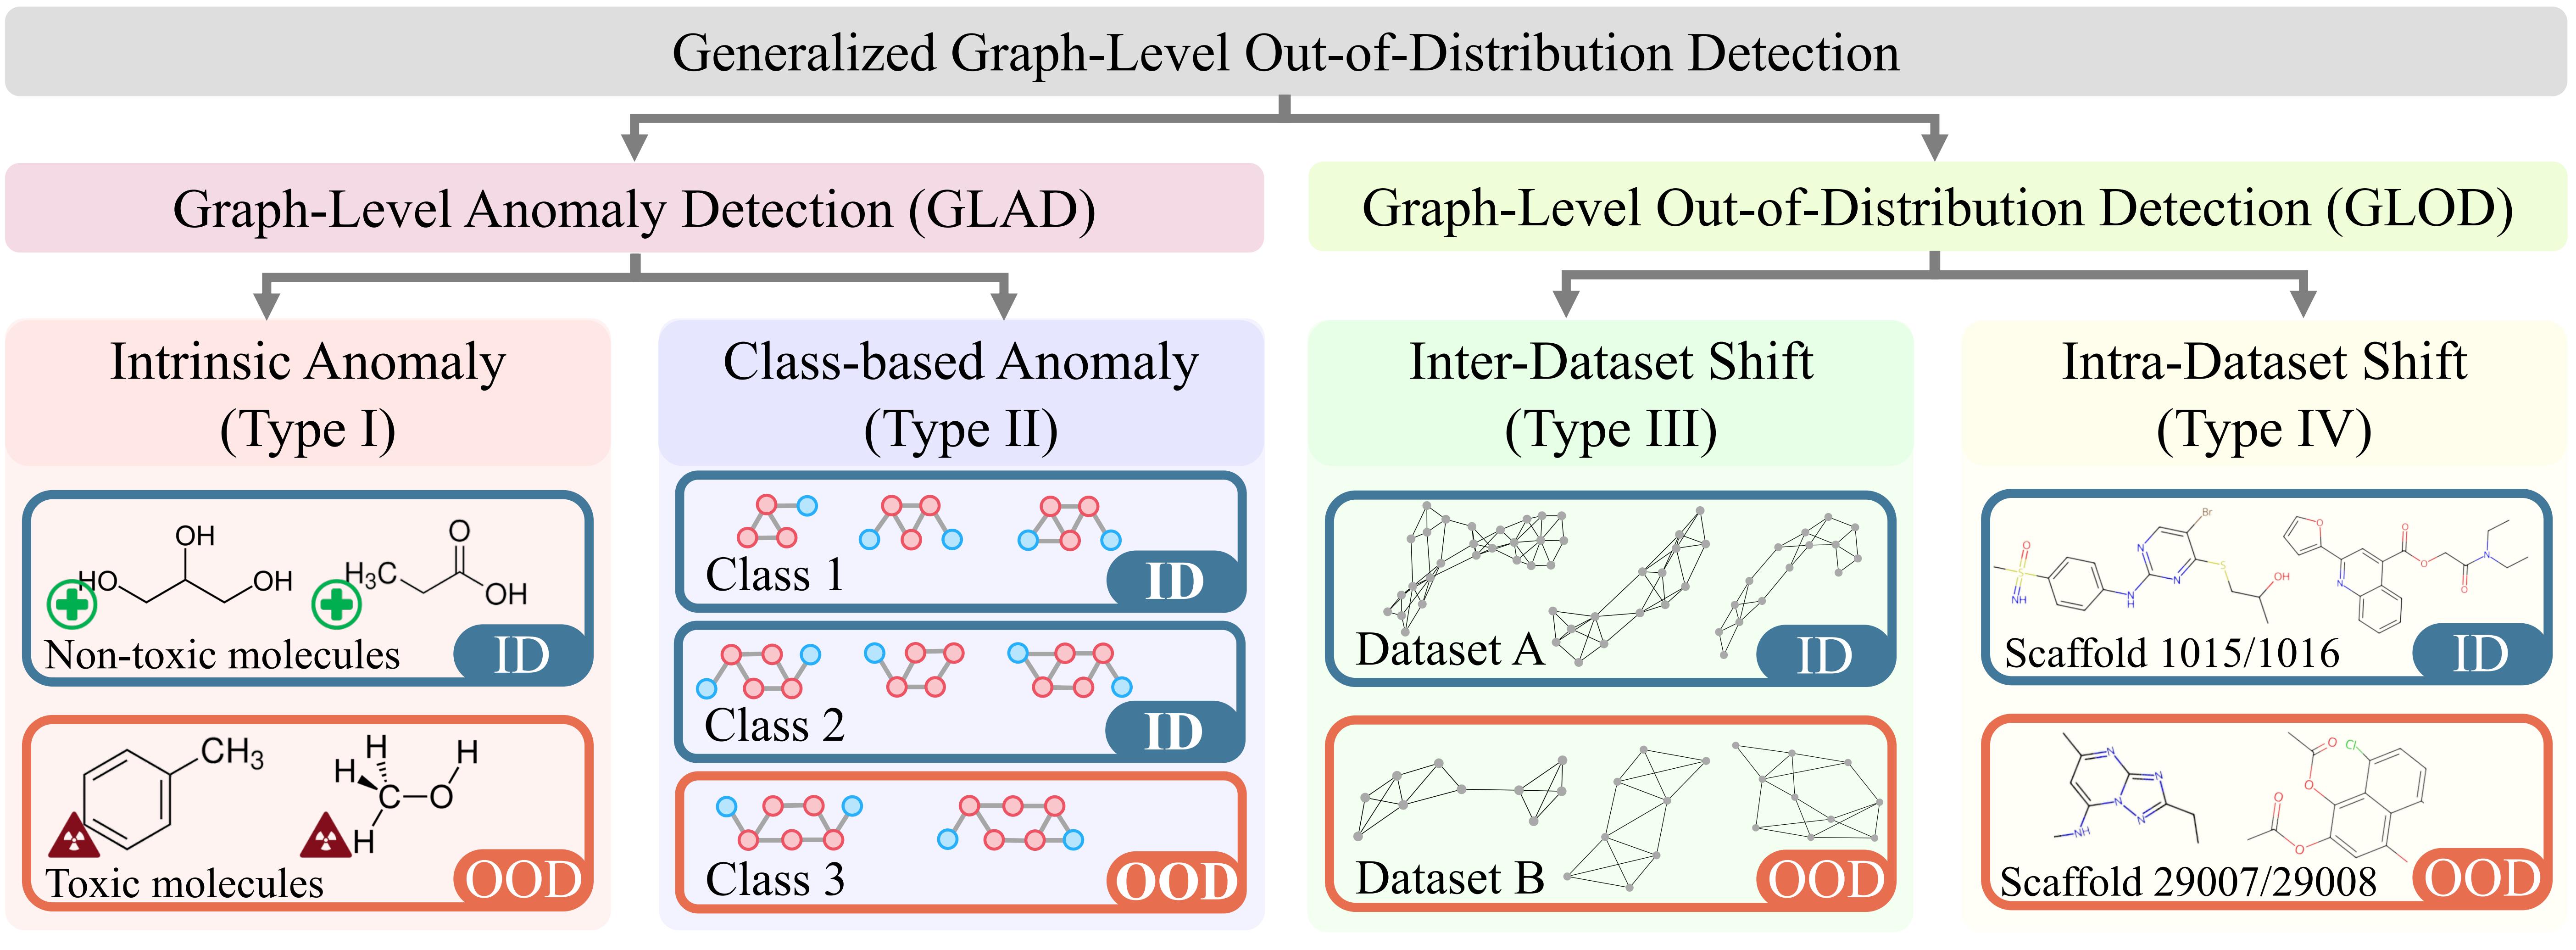 Generalized Graph-Level Out-of-Distribution Detection
Graph-Level Anomaly Detection (GLAD)
Graph-Level Out-of-Distribution Detection (GLOD)
Intrinsic Anomaly
(Type I)
OH
HO
OH
H₃C
O
OH
Non-toxic molecules
ID
CH₃
H
H
H
C
O
H
Toxic molecules
OOD
Class-based Anomaly
(Type II)
Class 1
ID
Class 2
ID
Class 3
OOD
Inter-Dataset Shift
(Type III)
Dataset A
ID
Dataset B
OOD
Intra-Dataset Shift
(Type IV)
Br
O
S
NH
N
H
N
N
S
OH
O
N
O
O
O
N
Scaffold 1015/1016
ID
N
N
N
N
NH
O
O
Cl
O
O
Scaffold 29007/29008
OOD